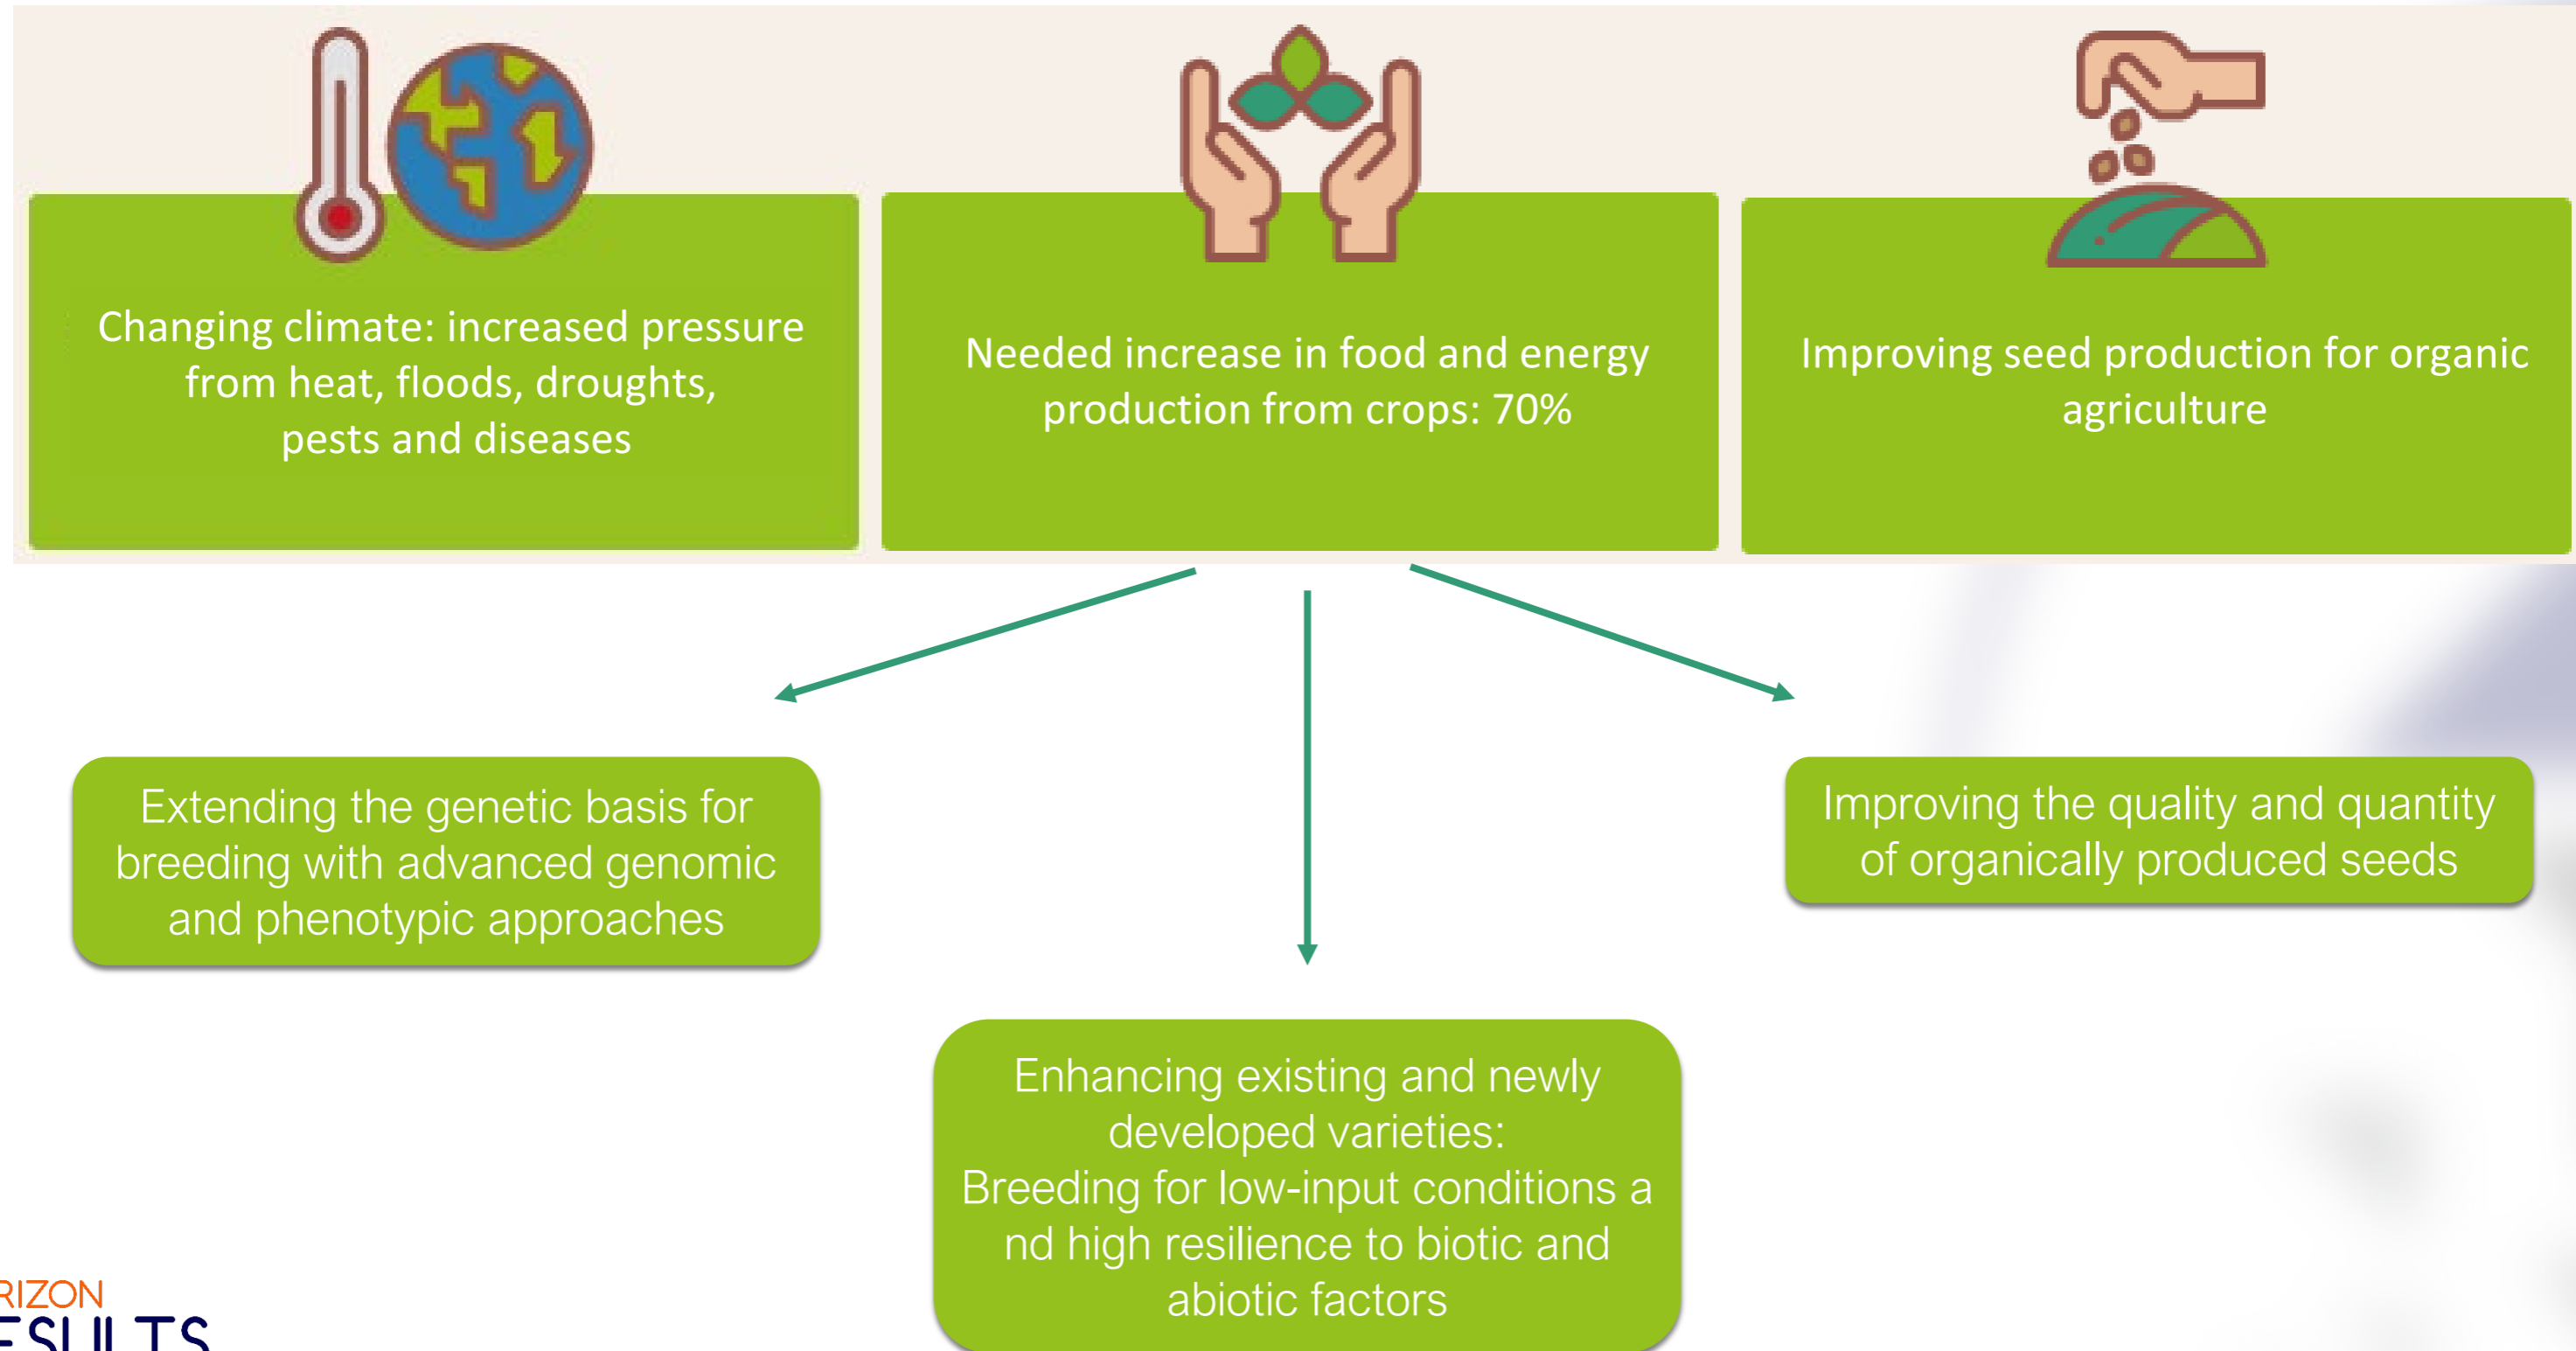 Changing climate: increased pressure
from heat, floods, droughts,
pests and diseases
Needed increase in food and energy
production from crops: 70%
Improving seed production for organic
agriculture
Extending the genetic basis for
breeding with advanced genomic
and phenotypic approaches
Improving the quality and quantity
of organically produced seeds
Enhancing existing and newly
developed varieties:
Breeding for low-input conditions a
nd high resilience to biotic and
abiotic factors
RIZON
ESULTS